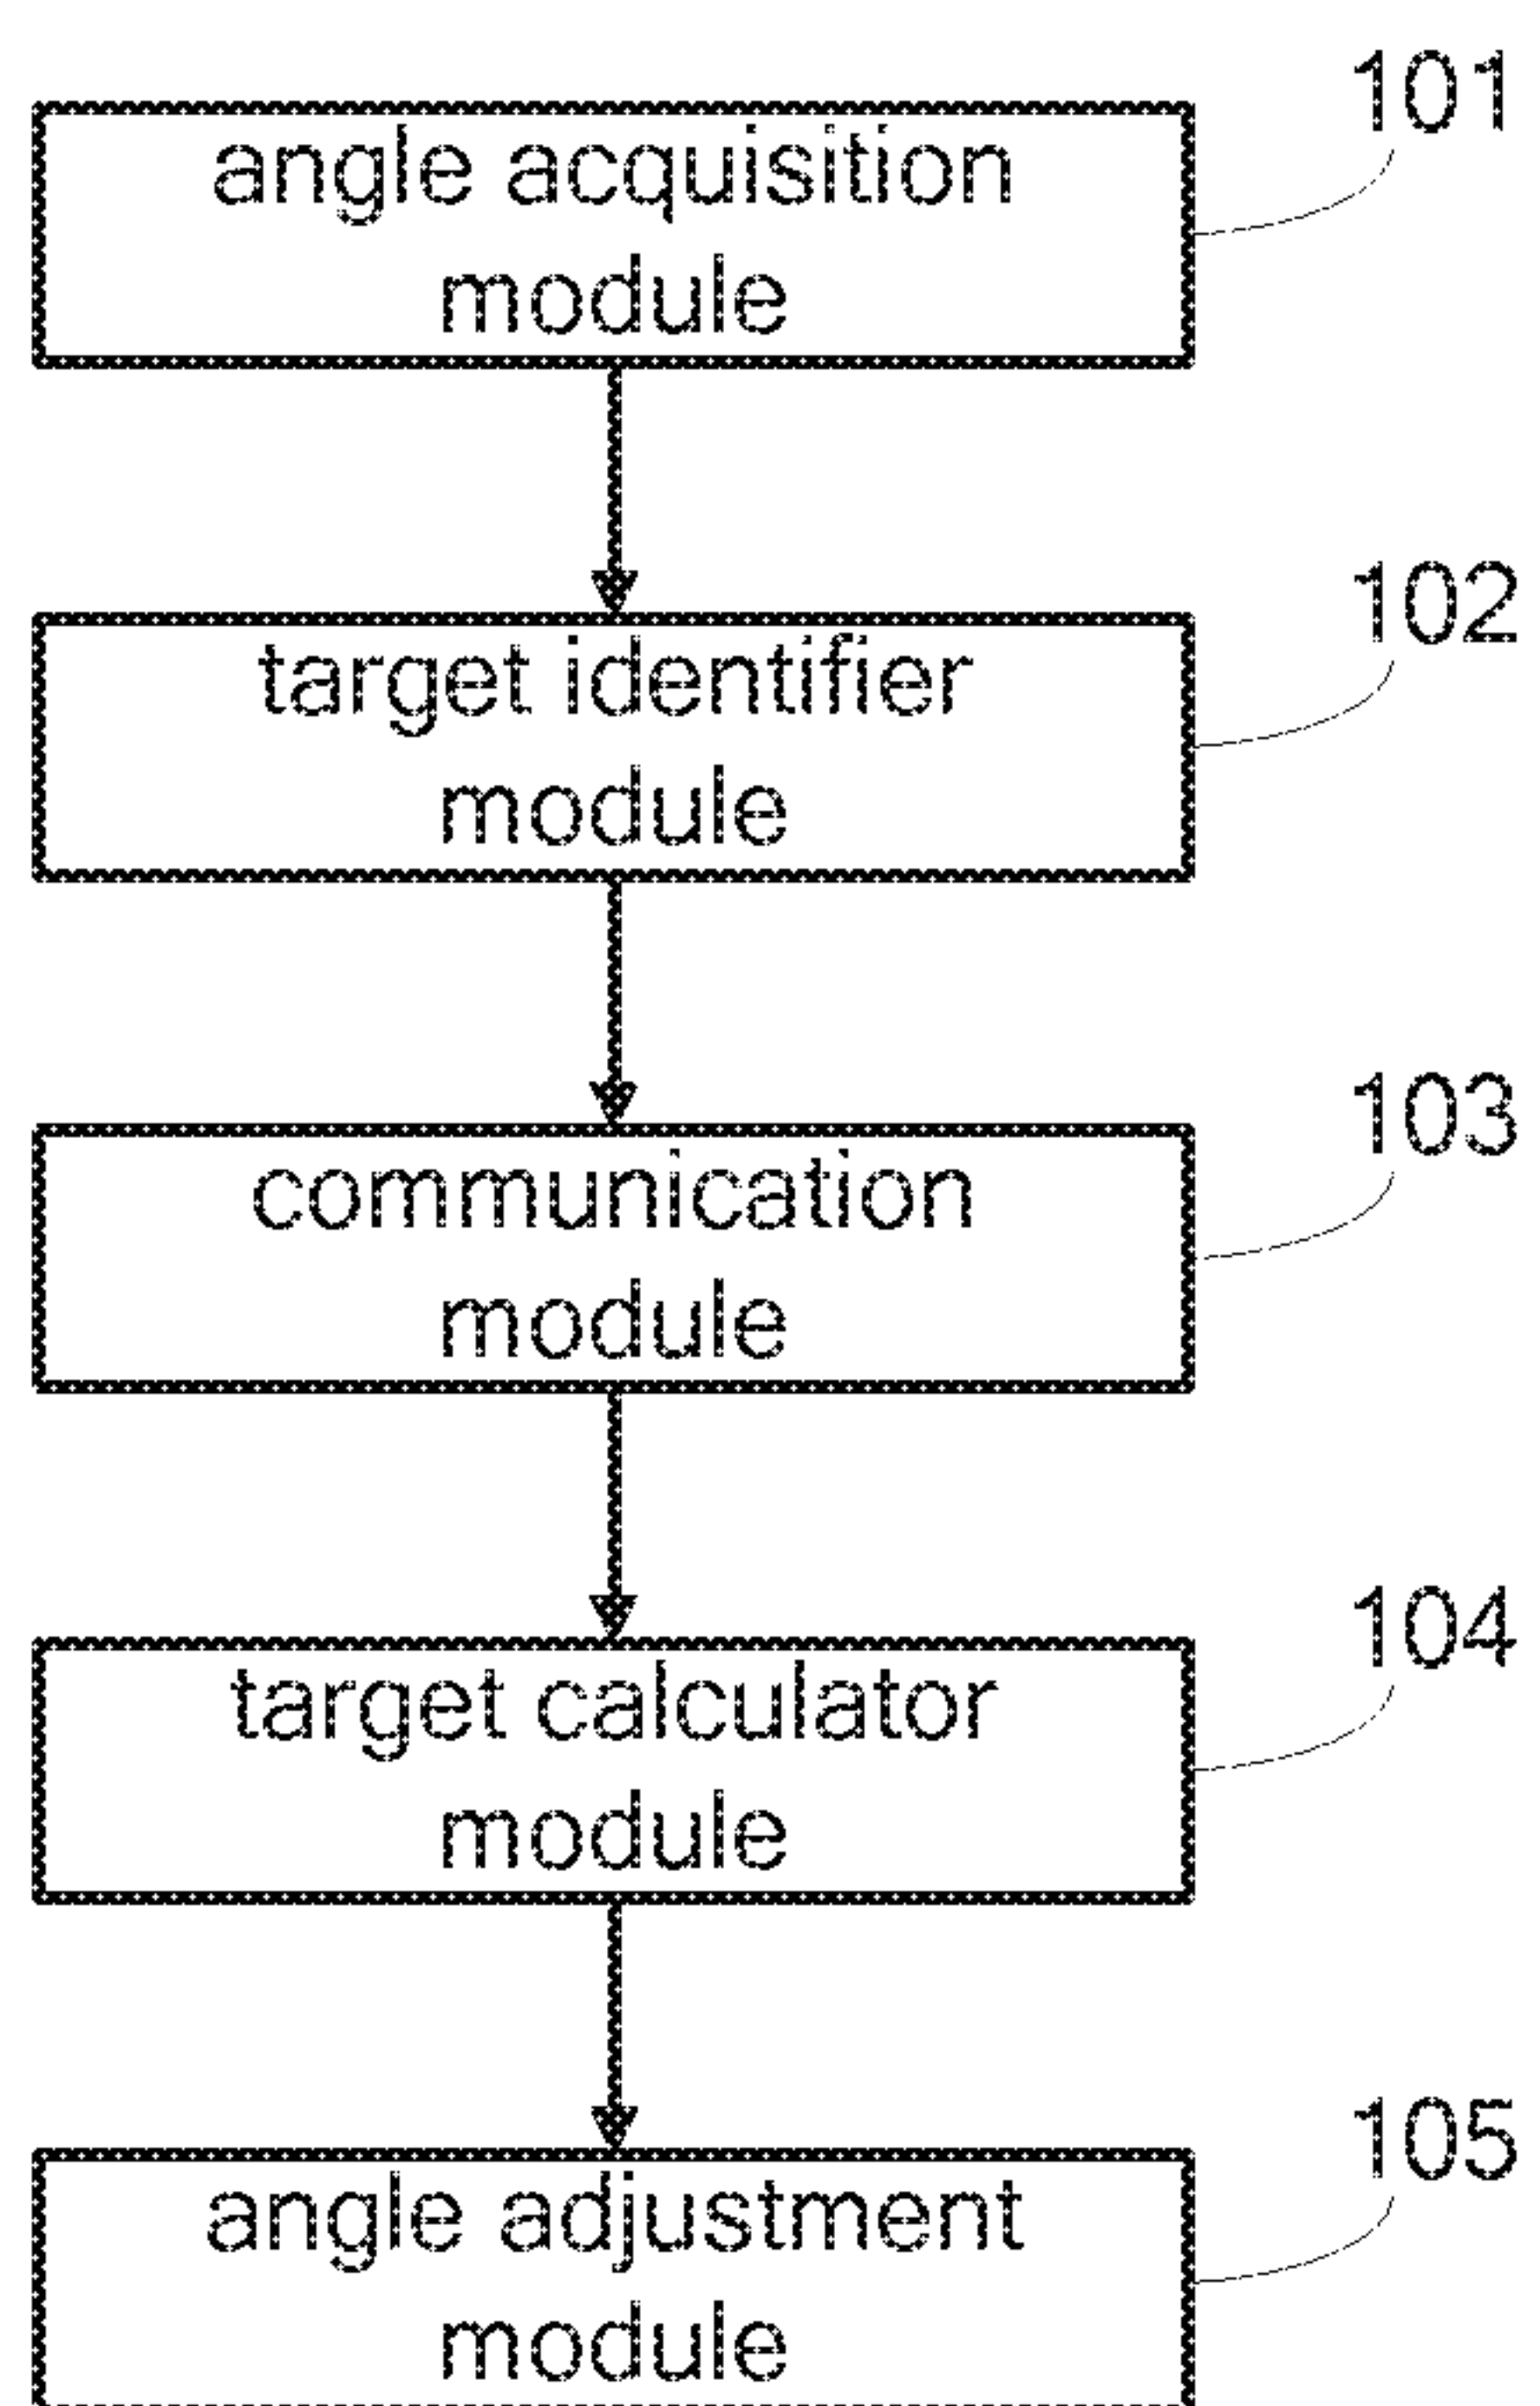 101
angle acquisition
module
102
target identifier
module
103
communication
module
104
target calculator
module
105
angle adjustment
module